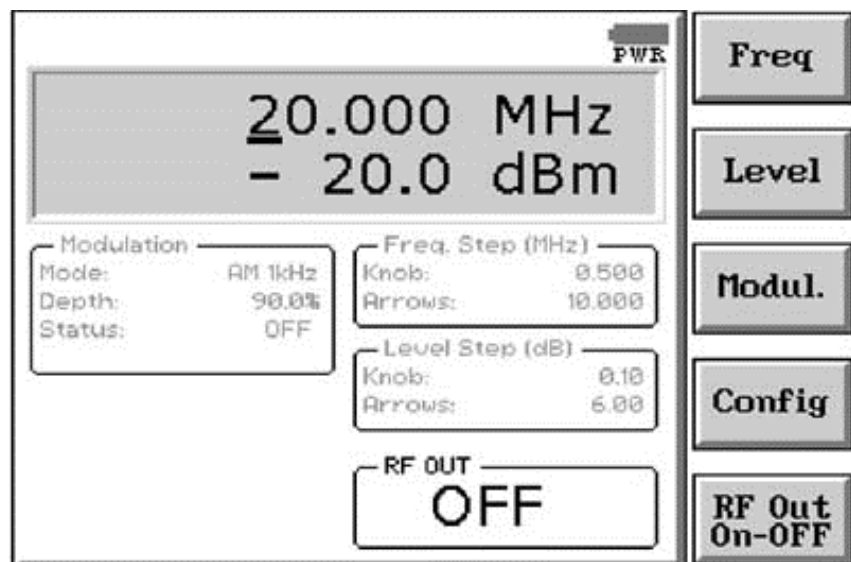 PWR
20.000 MHz
- 20.0 dBm
Modulation
Mode: AM 1kHz
Depth: 90.0%
Status: OFF
Freq. Step (MHz)
Knob: 0.500
Arrows: 10.000
Level Step (dB)
Knob: 0.10
Arrows: 6.00
RF OUT
OFF
Freq
Level
Modul.
Config
RF Out
On-OFF